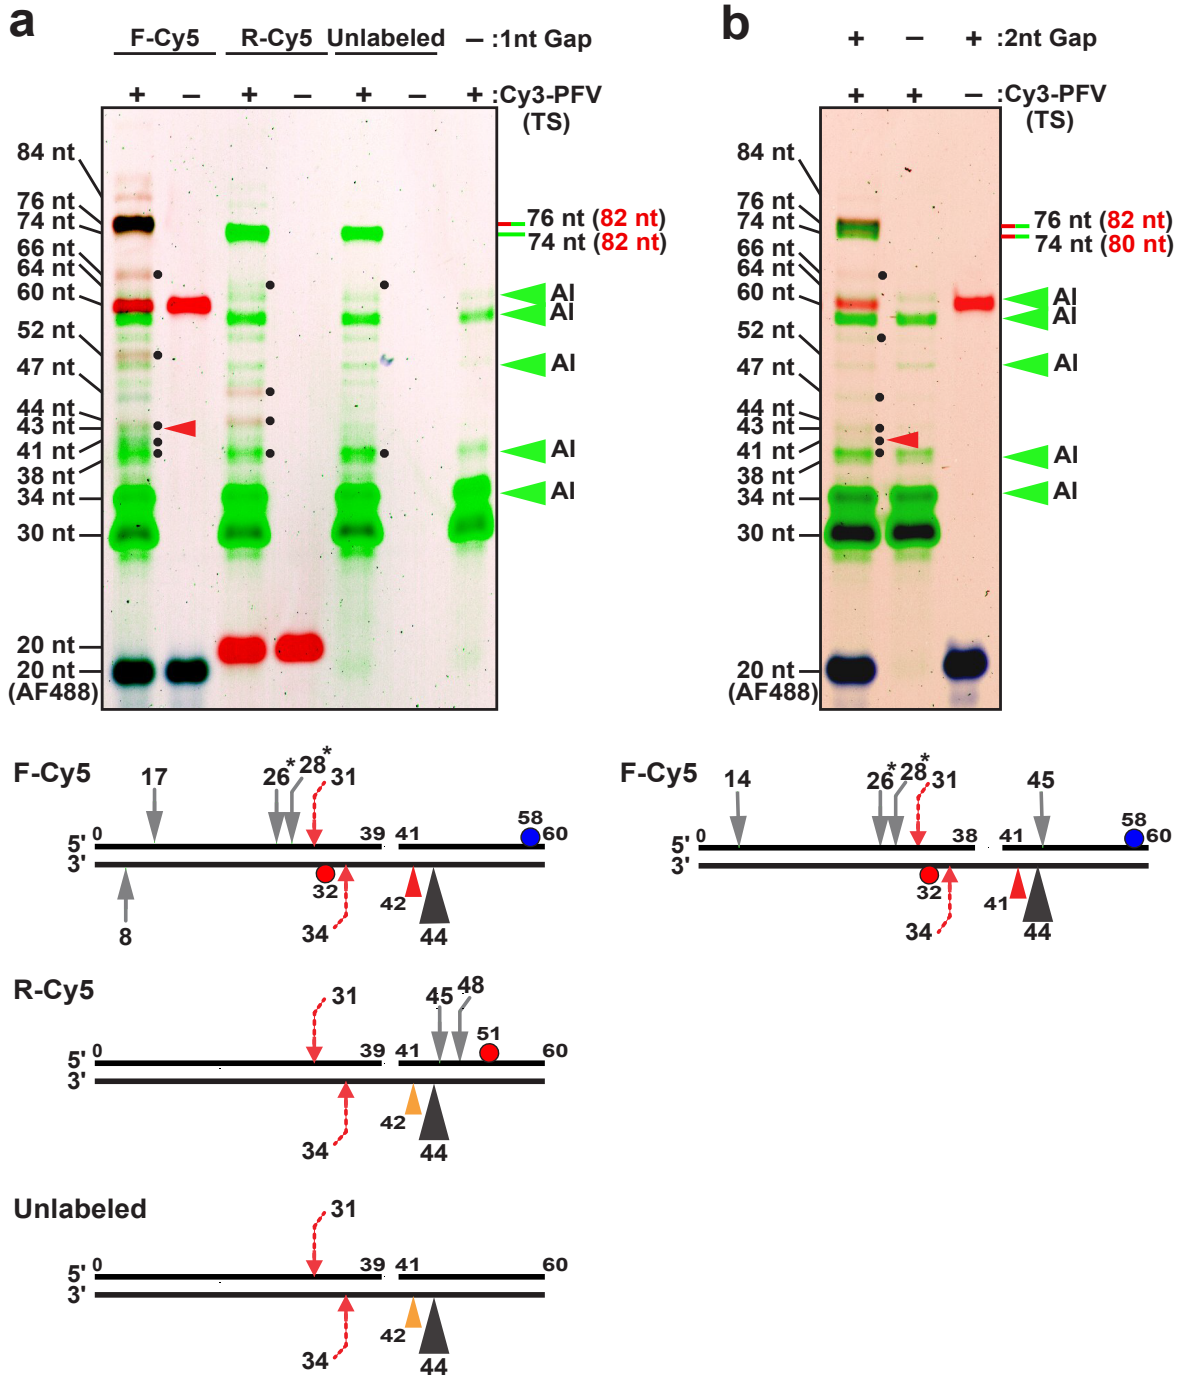 a
F-Cy5 R-Cy5 Unlabeled – :1nt Gap
+ – + – + – + :Cy3-PFV
(TS)
84 nt
76 nt
74 nt
66 nt
64 nt
60 nt
52 nt
47 nt
44 nt
43 nt
41 nt
38 nt
34 nt
30 nt
20 nt
20 nt
(AF488)
76 nt (82 nt)
74 nt (82 nt)
AI
AI
AI
AI
AI
b
+ – + :2nt Gap
+ + – :Cy3-PFV
(TS)
84 nt
76 nt
74 nt
66 nt
64 nt
60 nt
52 nt
47 nt
44 nt
43 nt
41 nt
38 nt
34 nt
30 nt
20 nt
(AF488)
76 nt (82 nt)
74 nt (80 nt)
AI
AI
AI
AI
AI
F-Cy5
17 26* 28* 31
58
5' 0 39 41 60
3'
32
42
8 34 44
F-Cy5
14 26* 28* 31 45
58
5' 0 38 41 60
3'
32
41
34 44
R-Cy5
31 45 48
51
5' 0 39 41 60
3'
42
34 44
Unlabeled
31
5' 0 39 41 60
3'
42
34 44